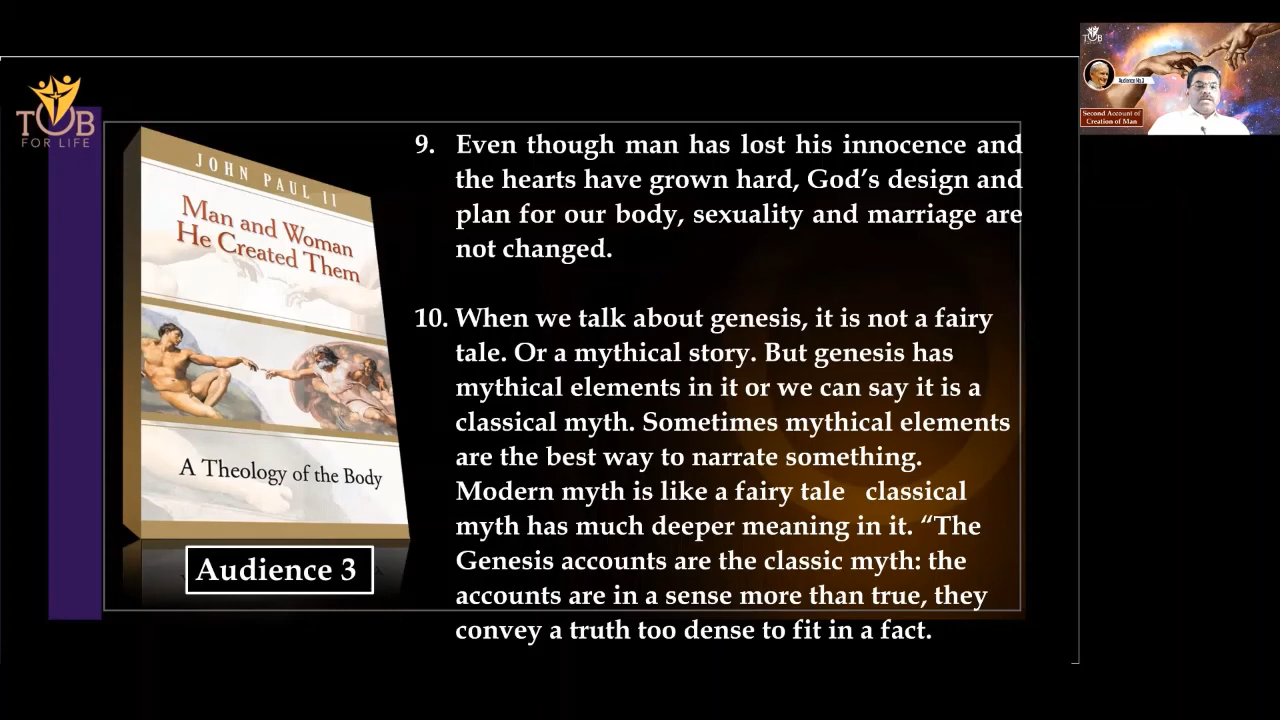 TOB
FOR LIFE
JOHN PAUL II
Man and Woman
He Created Them
A Theology of the Body
Audience 3
9. Even though man has lost his innocence and
the hearts have grown hard, God’s design and
plan for our body, sexuality and marriage are
not changed.
10. When we talk about genesis, it is not a fairy
tale. Or a mythical story. But genesis has
mythical elements in it or we can say it is a
classical myth. Sometimes mythical elements
are the best way to narrate something.
Modern myth is like a fairy tale classical
myth has much deeper meaning in it. “The
Genesis accounts are the classic myth: the
accounts are in a sense more than true, they
convey a truth too dense to fit in a fact.
TOB
Audience No.3
Second Account of
Creation of Man